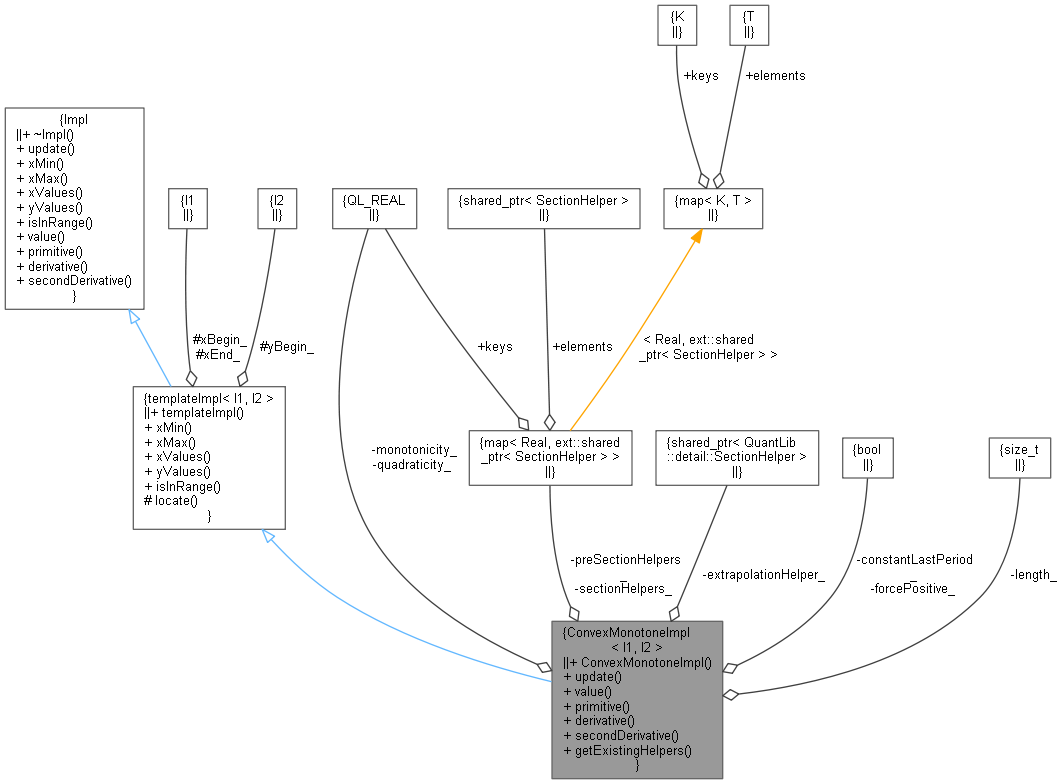 {K
||}
{T
||}
+keys
+elements
{Impl
||+ ~Impl()
+ update()
+ xMin()
+ xMax()
+ xValues()
+ yValues()
+ isInRange()
+ value()
+ primitive()
+ derivative()
+ secondDerivative()
}
{I1
||}
{I2
||}
{QL_REAL
||}
{shared_ptr< SectionHelper >
||}
{map< K, T >
||}
#xBegin_
#xEnd_
#yBegin_
+keys
+elements
< Real, ext::shared
_ptr< SectionHelper > >
{templateImpl< I1, I2 >
||+ templateImpl()
+ xMin()
+ xMax()
+ xValues()
+ yValues()
+ isInRange()
# locate()
}
-monotonicity_
-quadraticity_
{map< Real, ext::shared
_ptr< SectionHelper > >
||}
{shared_ptr< QuantLib
::detail::SectionHelper >
||}
{bool
||}
{size_t
||}
-preSectionHelpers
_
-sectionHelpers_
-extrapolationHelper_
-constantLastPeriod
_
-forcePositive_
-length_
{ConvexMonotoneImpl
< I1, I2 >
||+ ConvexMonotoneImpl()
+ update()
+ value()
+ primitive()
+ derivative()
+ secondDerivative()
+ getExistingHelpers()
}